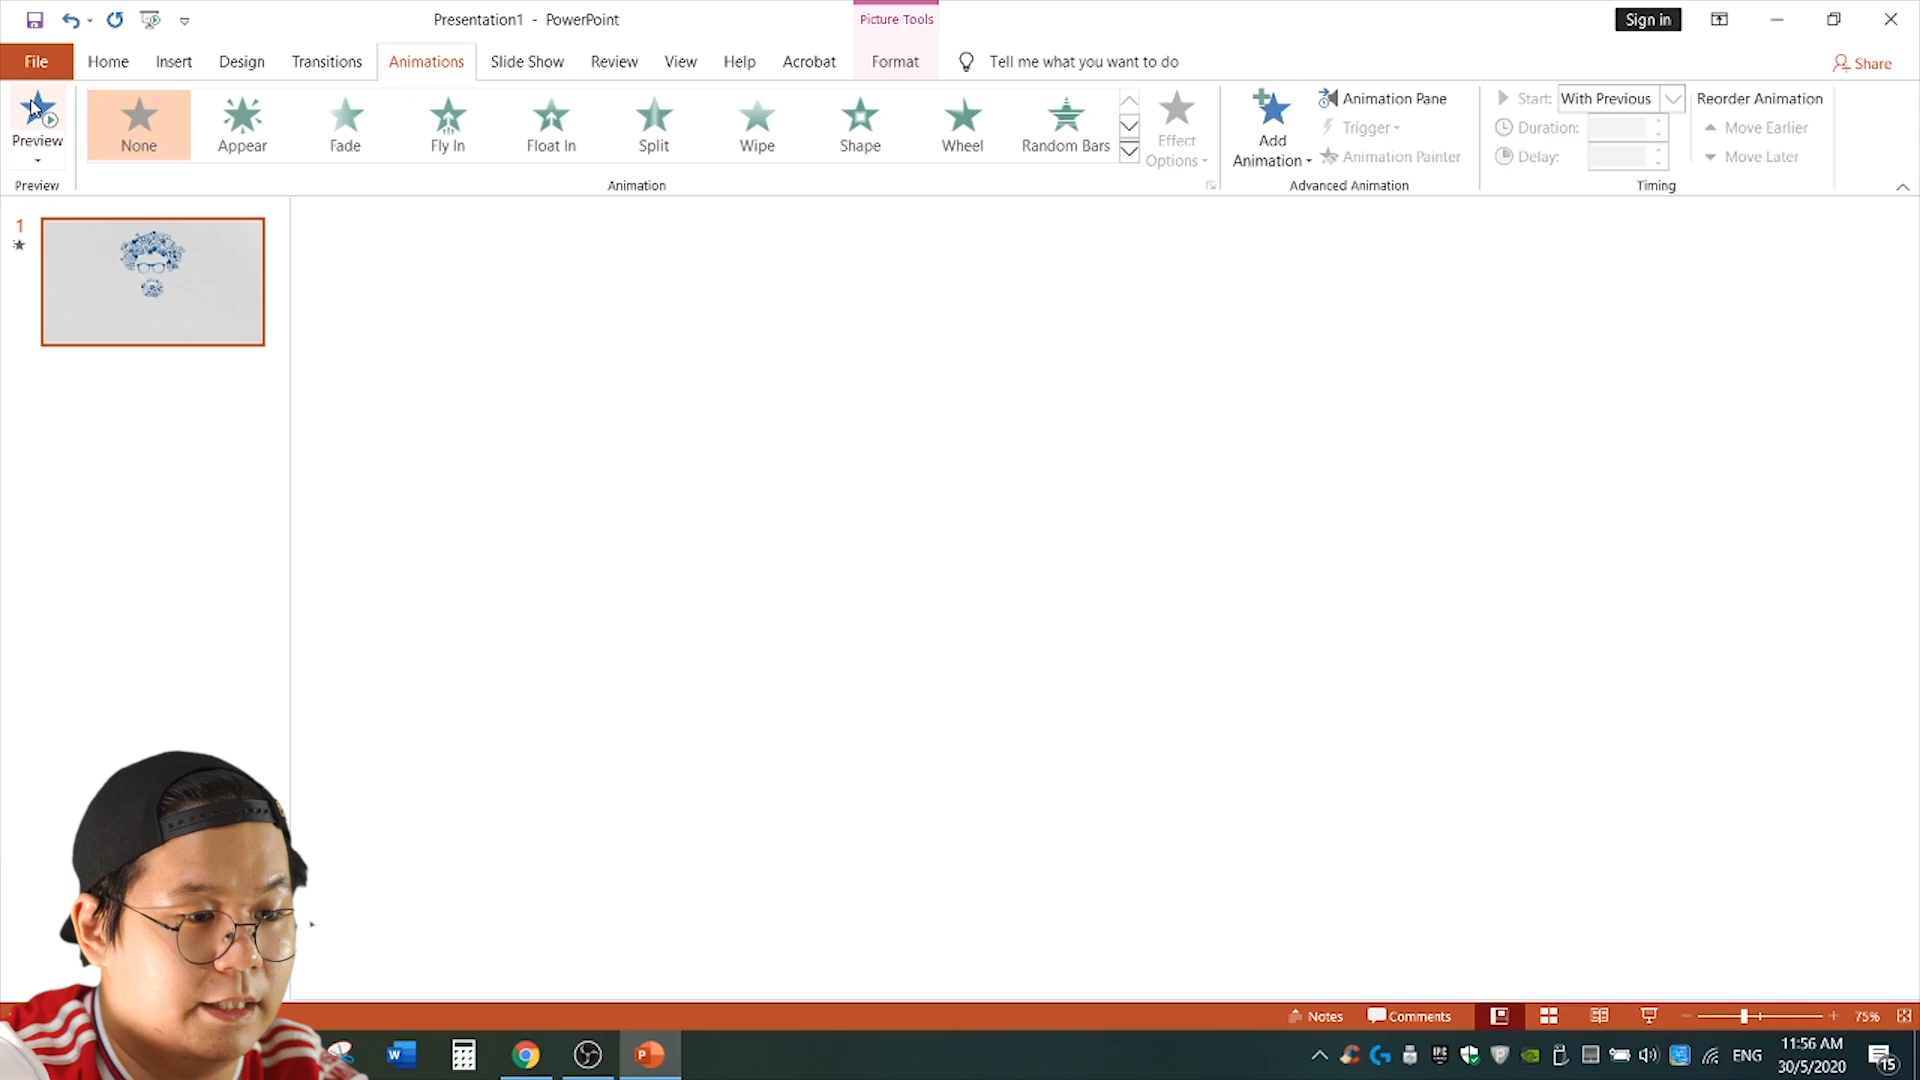 Presentation1 - PowerPoint
Picture Tools
Sign in
File
Home
Insert
Design
Transitions
Animations
Slide Show
Review
View
Help
Acrobat
Format
Tell me what you want to do
Share
Preview
None
Appear
Fade
Fly In
Float In
Split
Wipe
Shape
Wheel
Random Bars
Effect
Options
Add
Animation
Animation Pane
Trigger
Animation Painter
Start: With Previous
Duration:
Delay:
Reorder Animation
Move Earlier
Move Later
Preview
Animation
Advanced Animation
Timing
1
Notes
Comments
75%
ENG
11:56 AM
30/5/2020
15